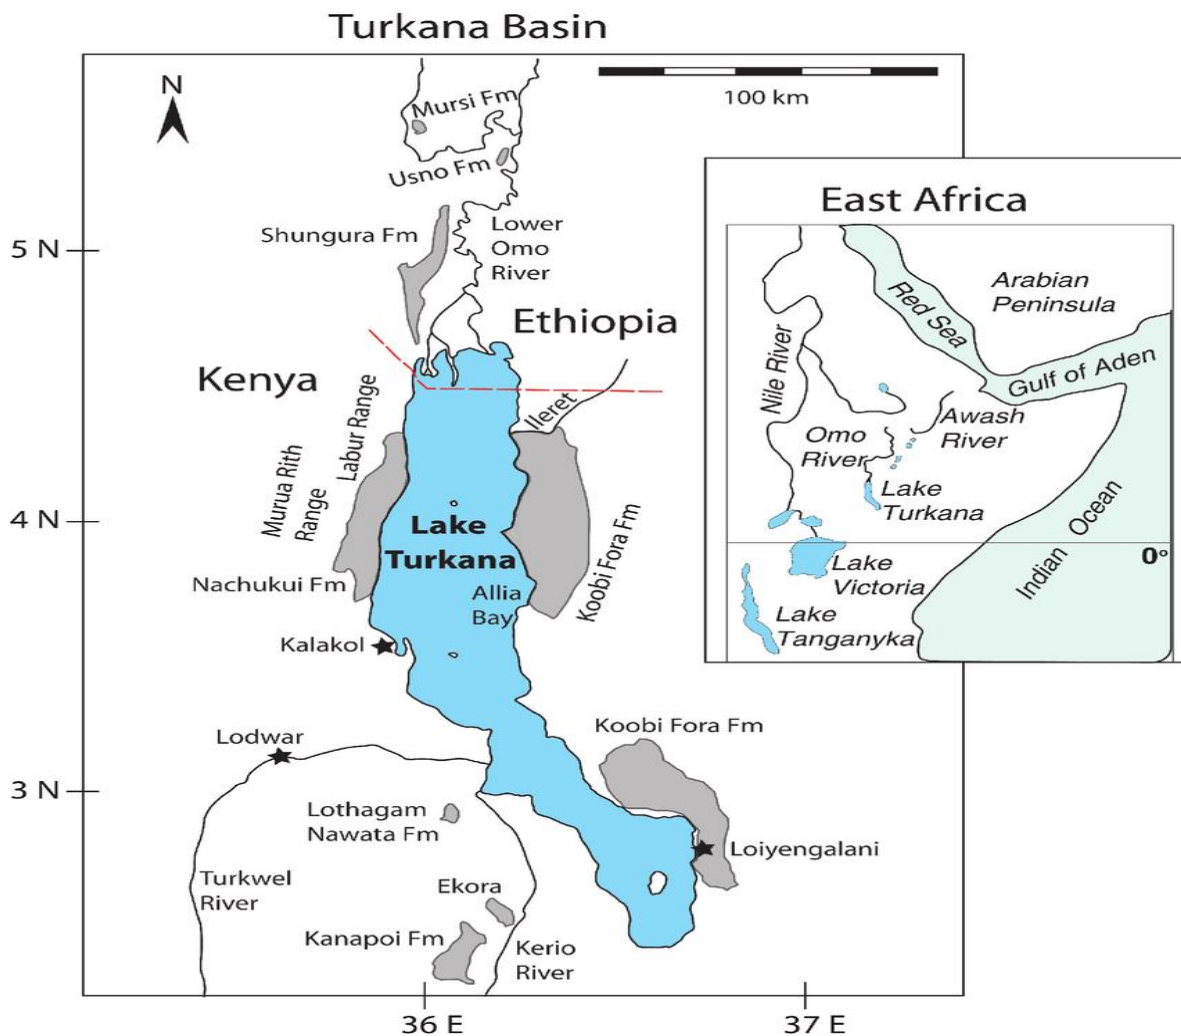 Turkana Basin
N
100 km
Mursi Fm
Usno Fm
Shungura Fm
Lower
Omo
River
5 N
Ethiopia
Kenya
Ileret
Labur Range
Murua Rith
Range
4 N
Lake
Turkana
Koobi Fora Fm
Nachukui Fm
Allia
Bay
Kalakol
Koobi Fora Fm
Lodwar
3 N
Lothagam
Nawata Fm
Loiyengalani
Turkwel
River
Ekora
Kanapoi Fm
Kerio
River
36 E
37 E
East Africa
Arabian
Peninsula
Red Sea
Nile River
Gulf of Aden
Awash
River
Omo
River
Lake
Turkana
Indian Ocean
0°
Lake
Victoria
Lake
Tanganyka